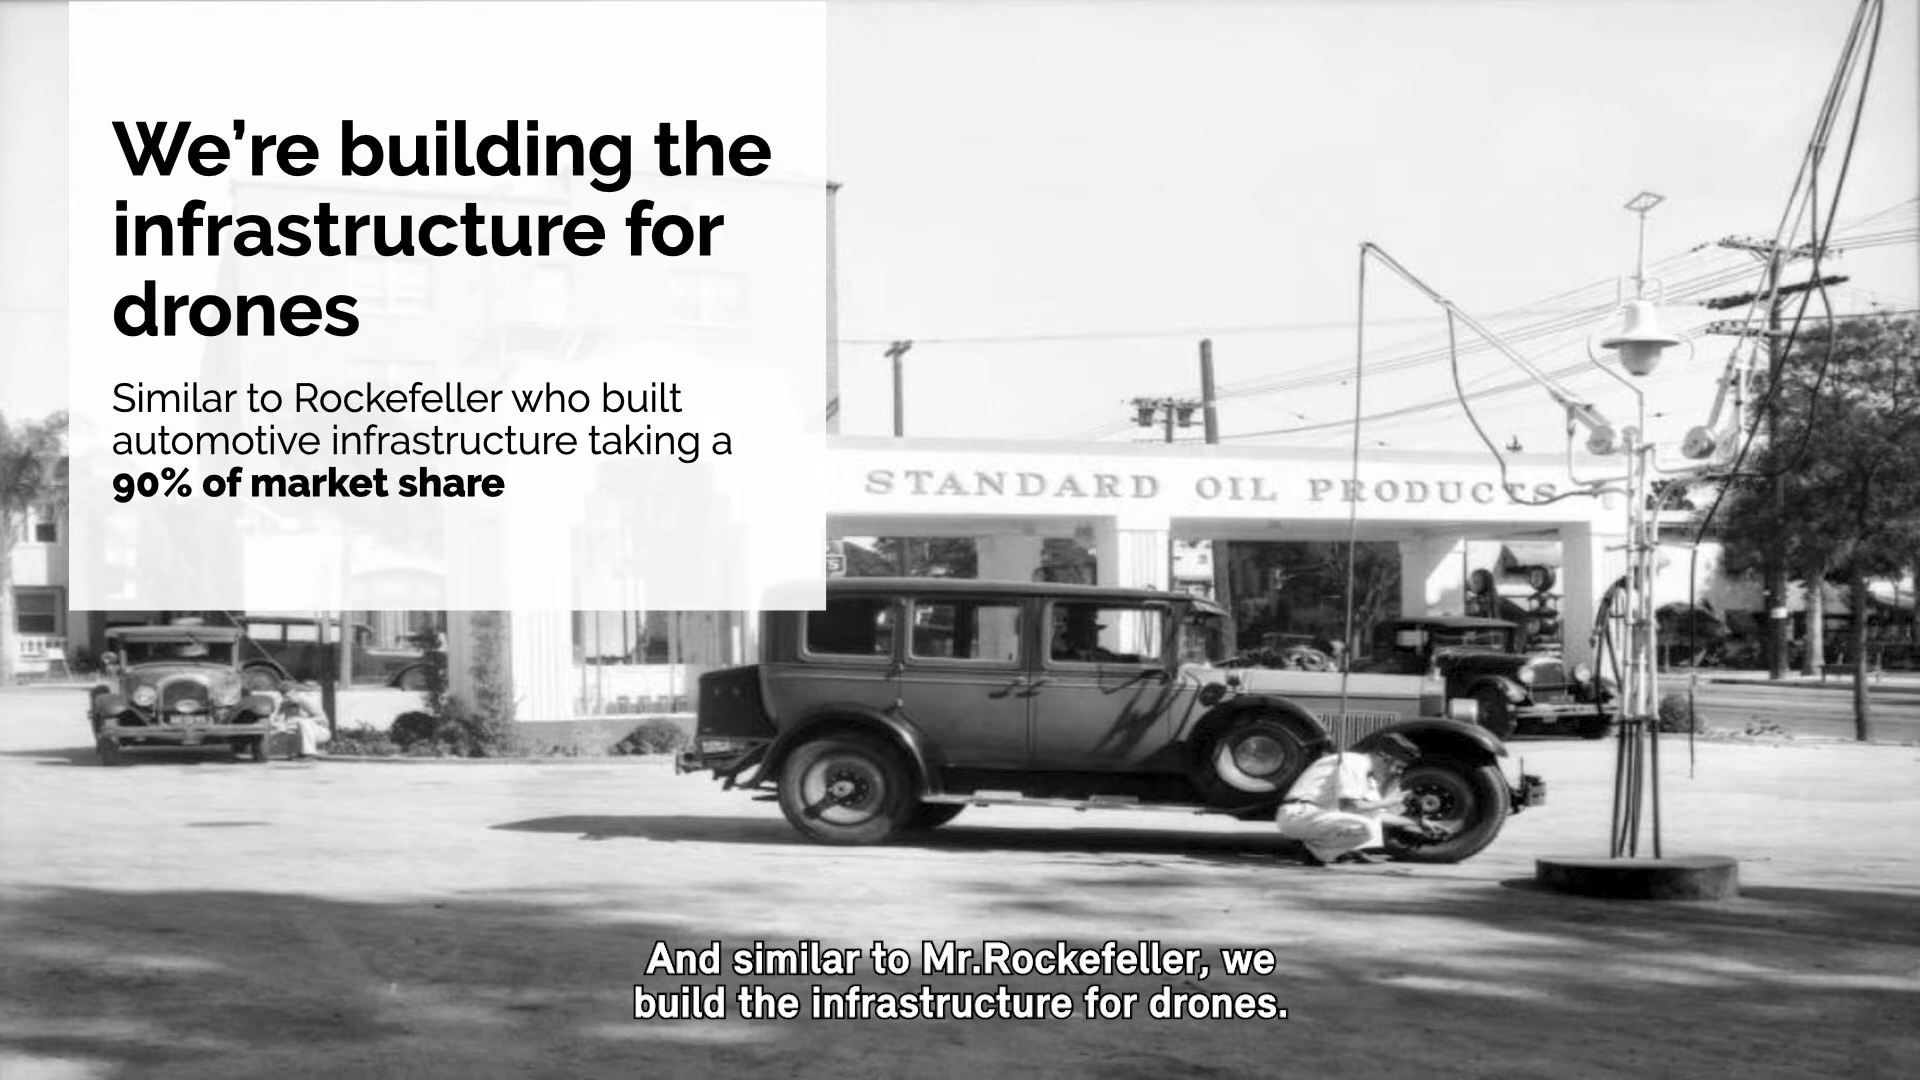 We're building the
infrastructure for
drones
Similar to Rockefeller who built
automotive infrastructure taking a
90% of market share
STANDARD OIL PRODUCTS
And similar to Mr.Rockefeller, we
build the infrastructure for drones.